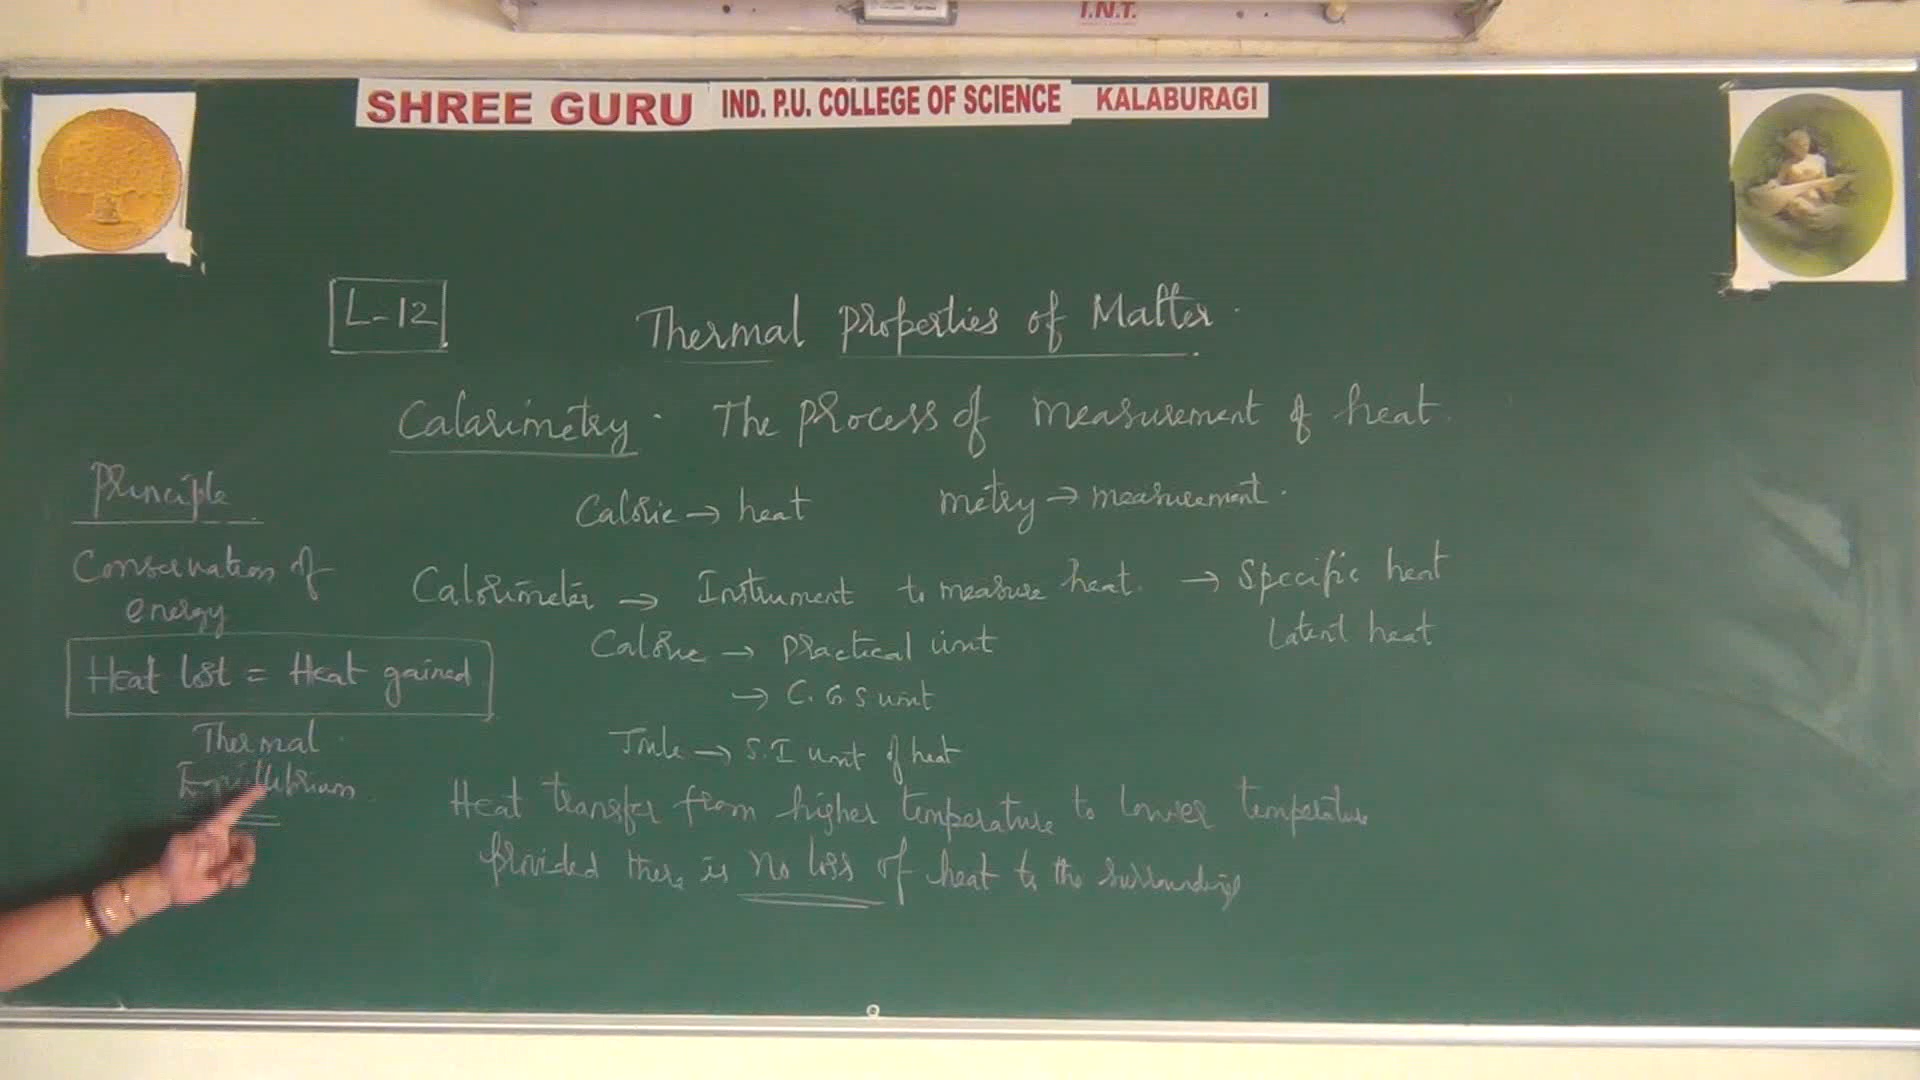 I.N.T.
SHREE GURU IND. P.U. COLLEGE OF SCIENCE KALABURAGI
L-12
Thermal Properties of Matter.
Calorimetry. The process of measurement of heat.
Calorie → heat metry → measurement.
Calorimeter → Instrument to measure heat. → Specific heat
Latent heat
Calorie → practical unit
→ C.G S unit
Joule → S.I unit of heat
Heat transfer from higher temperature to lower temperature
provided there is no loss of heat to the surroundings
Principle
Conservation of
energy
Heat lost = Heat gained
Thermal
Equilibrium.